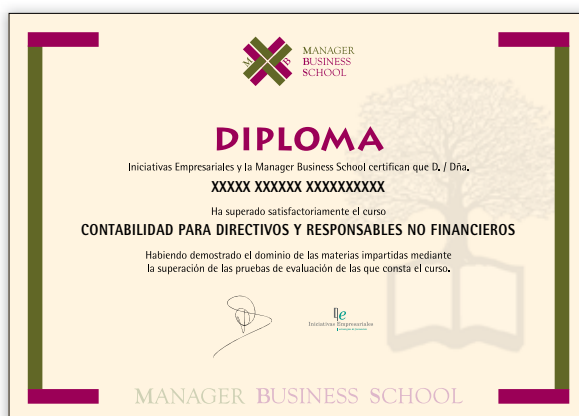 M B
MANAGER
BUSINESS
SCHOOL
DIPLOMA
Iniciativas Empresariales y la Manager Business School certifican que D. / Dña.
XXXXX XXXXXX XXXXXXXXXX
Ha superado satisfactoriamente el curso
CONTABILIDAD PARA DIRECTIVOS Y RESPONSABLES NO FINANCIEROS
Habiendo demostrado el dominio de las materias impartidas mediante
la superación de las pruebas de evaluación de las que consta el curso.
Iniciativas Empresariales
MANAGER BUSINESS SCHOOL